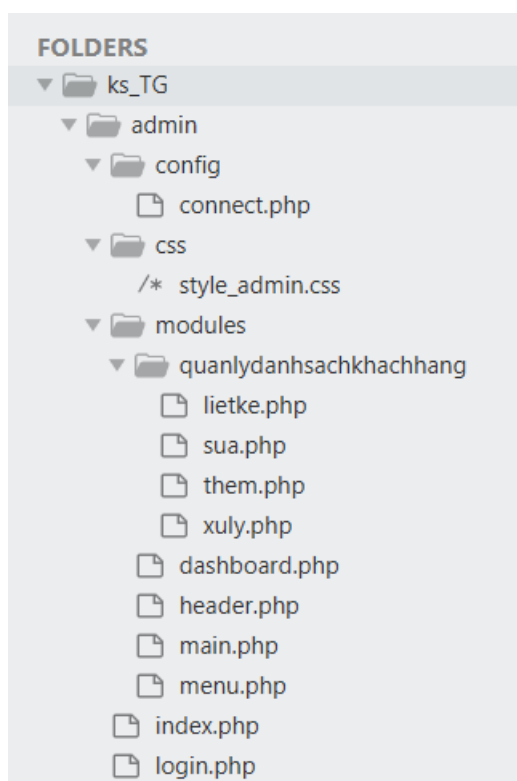 FOLDERS
ks_TG
admin
config
connect.php
css
/* style_admin.css
modules
quanlydanhsachkhachhang
lietke.php
sua.php
them.php
xuly.php
dashboard.php
header.php
main.php
menu.php
index.php
login.php